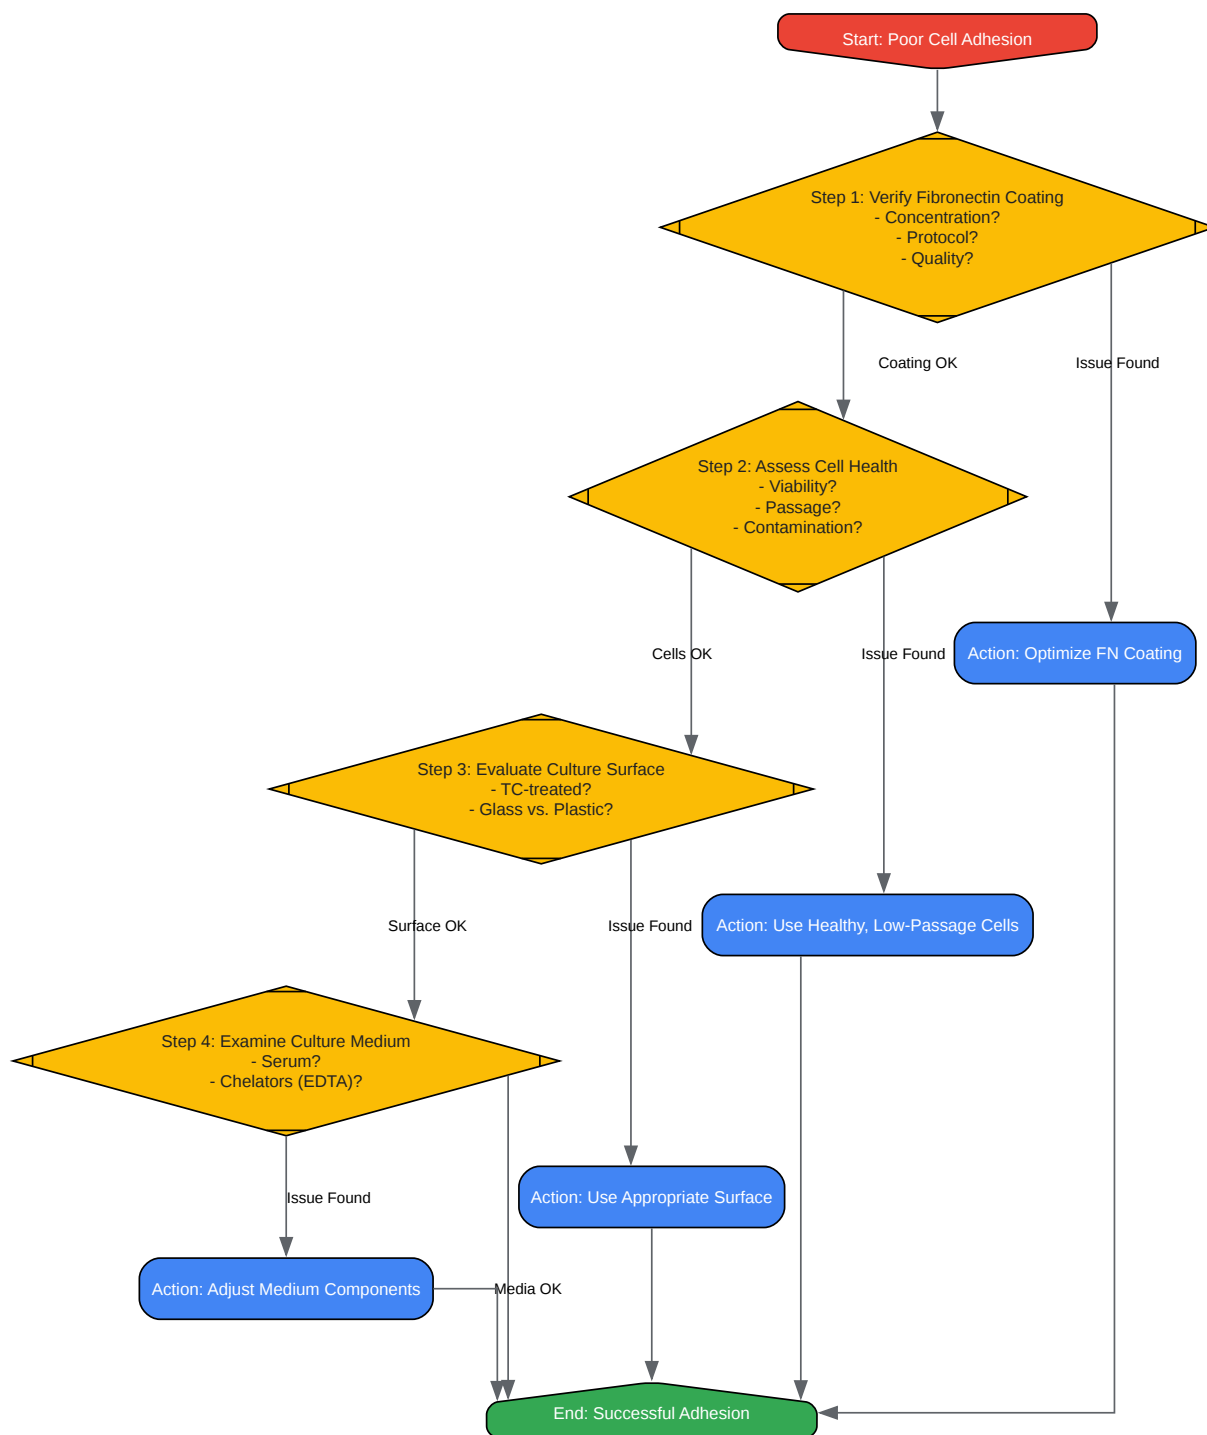 Start: Poor Cell Adhesion
Step 1: Verify Fibronectin Coating
- Concentration?
- Protocol?
- Quality?
Coating OK
Issue Found
Step 2: Assess Cell Health
- Viability?
- Passage?
- Contamination?
Cells OK
Issue Found
Action: Optimize FN Coating
Step 3: Evaluate Culture Surface
- TC-treated?
- Glass vs. Plastic?
Surface OK
Issue Found
Action: Use Healthy, Low-Passage Cells
Step 4: Examine Culture Medium
- Serum?
- Chelators (EDTA)?
Issue Found
Action: Use Appropriate Surface
Action: Adjust Medium Components
Media OK
End: Successful Adhesion